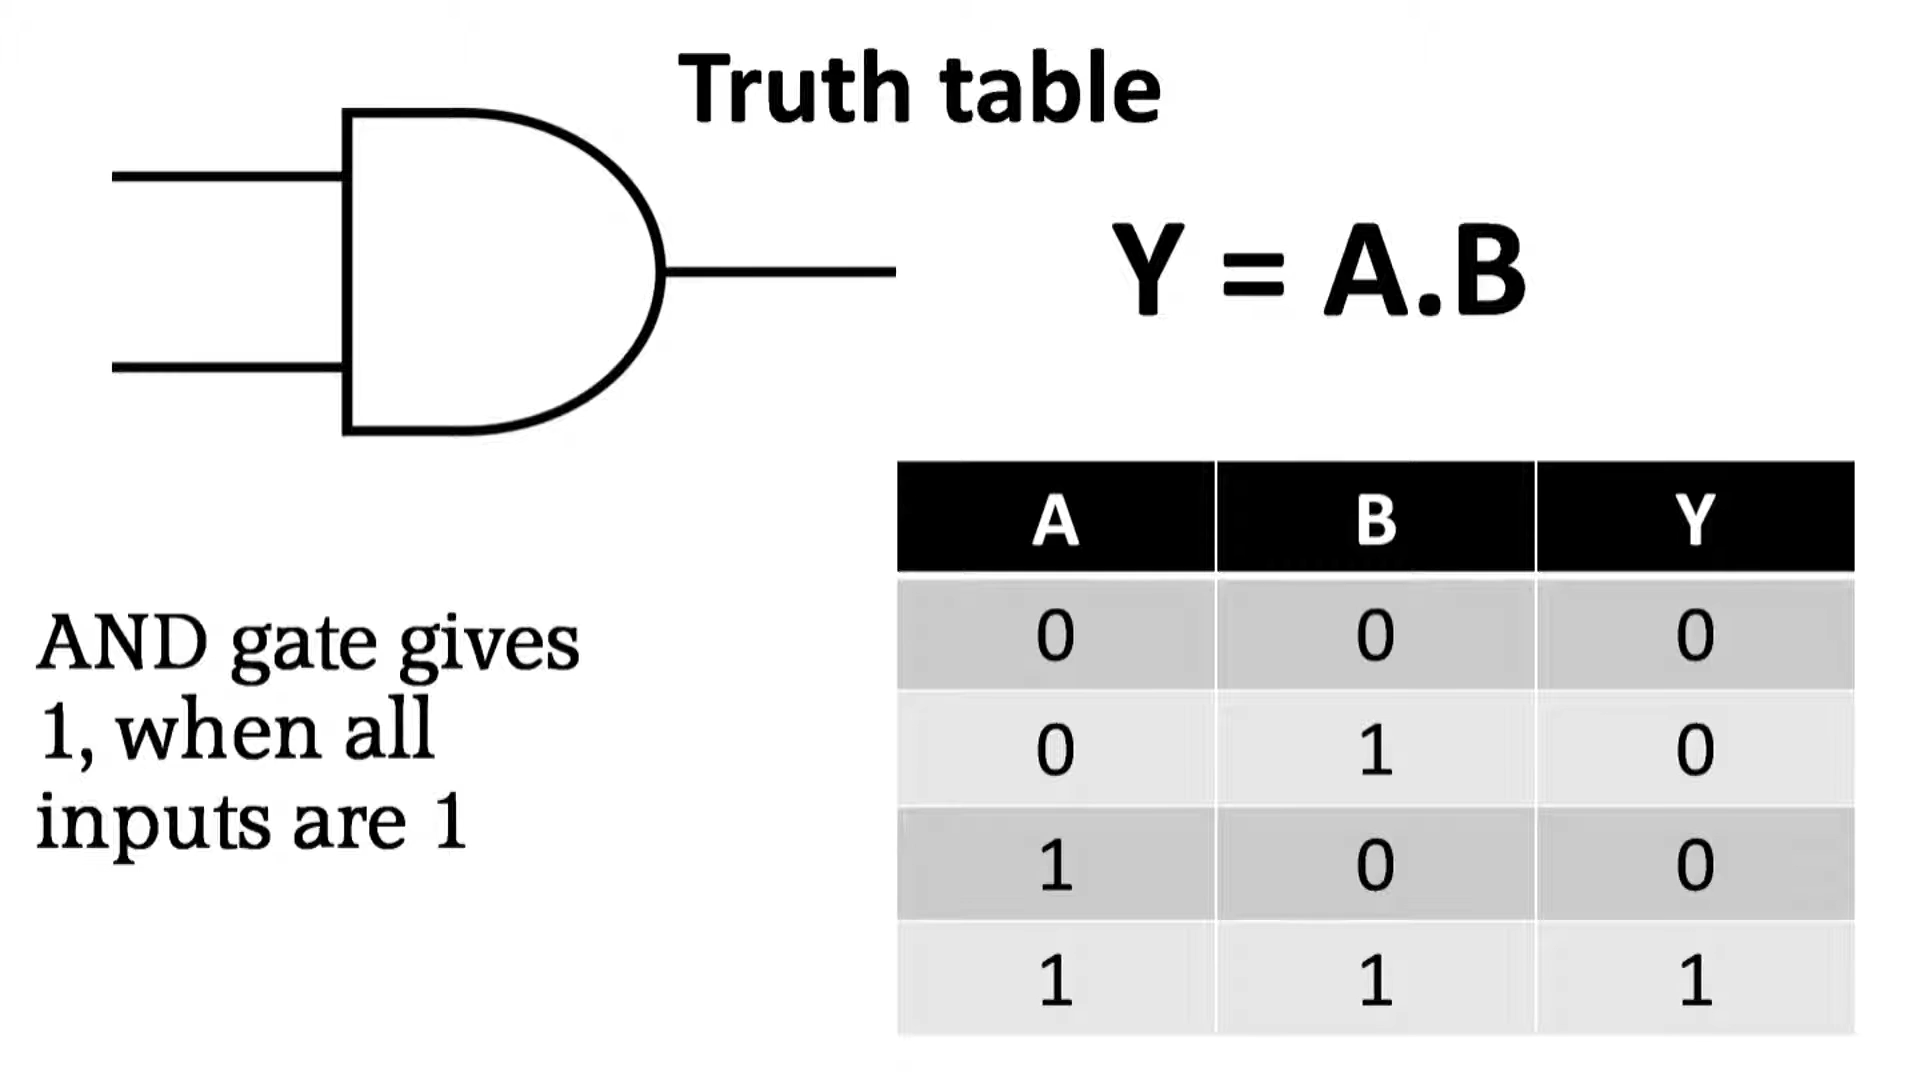 Truth table
Y = A.B
AND gate gives
1, when all
inputs are 1
A B Y
0 0 0
0 1 0
1 0 0
1 1 1